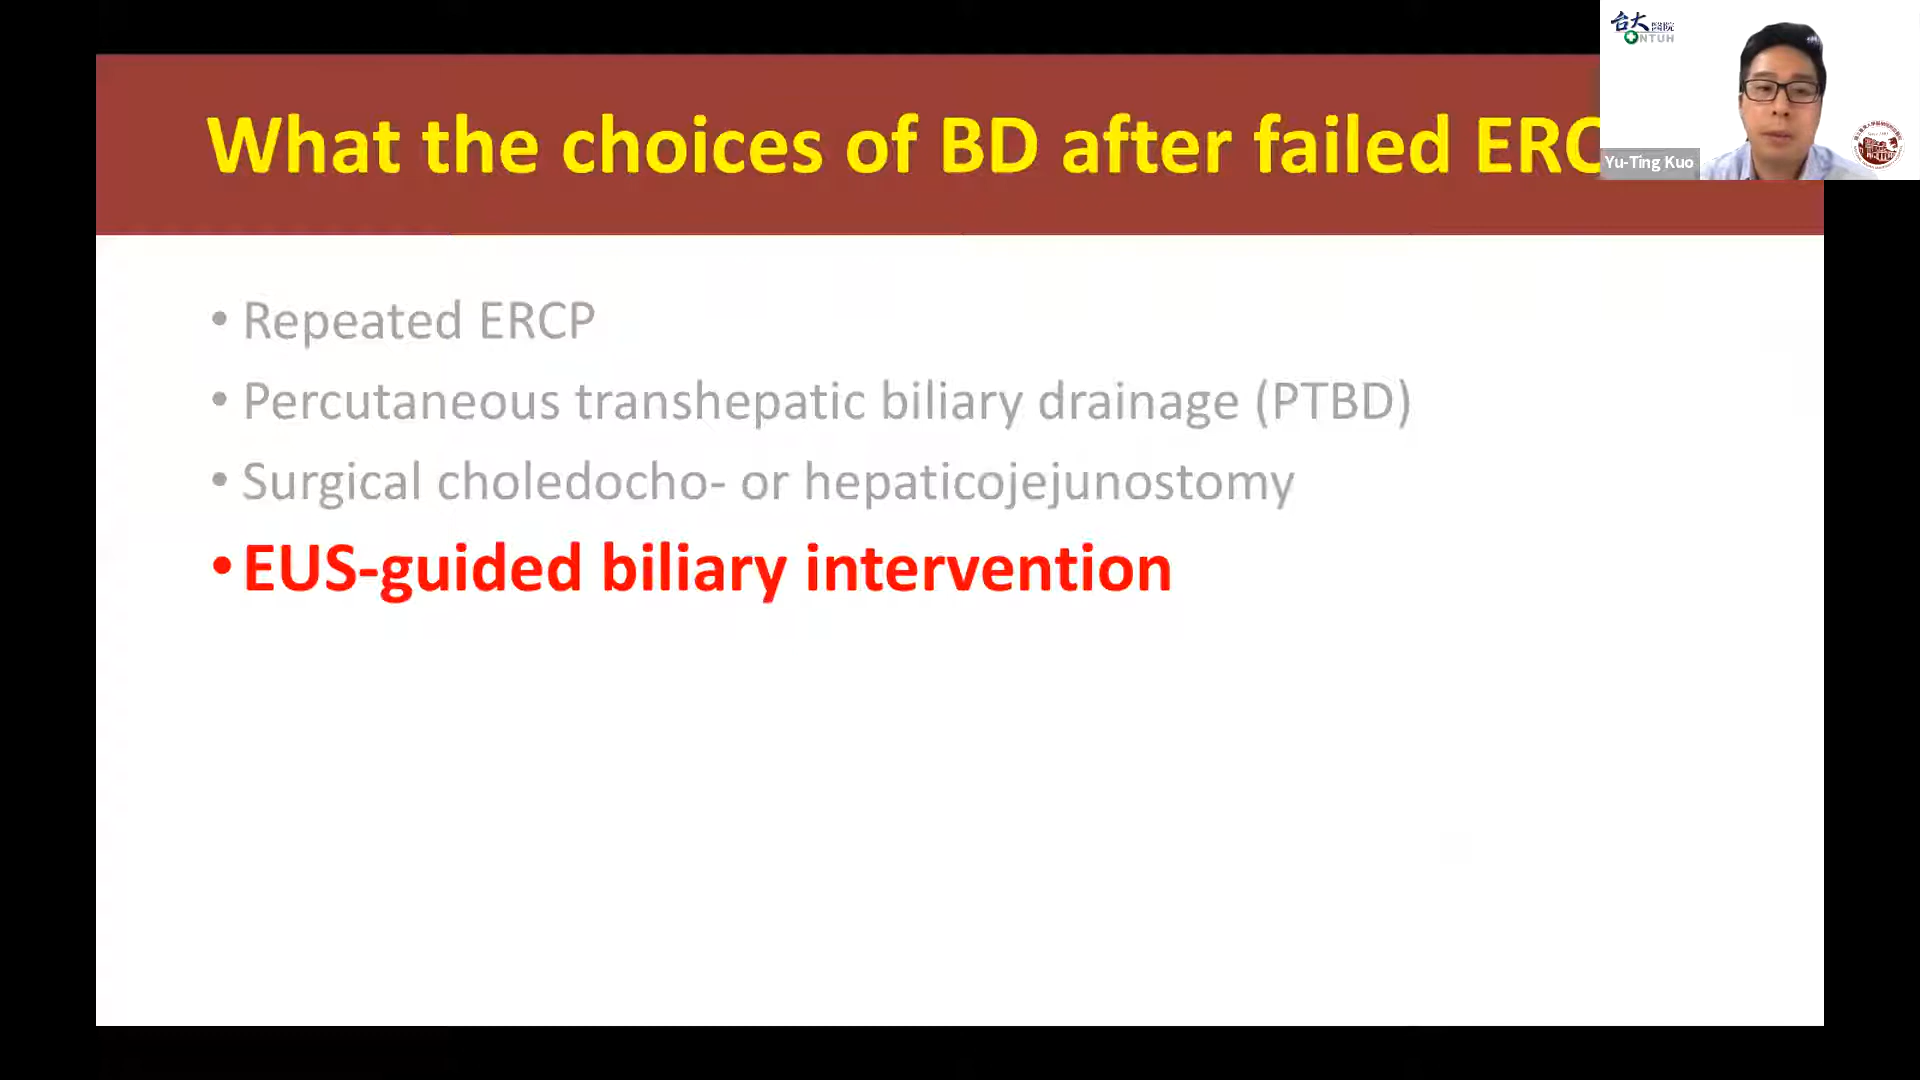 台大醫院
NTUH
What the choices of BD after failed ERC
Yu-Ting Kuo
• Repeated ERCP
• Percutaneous transhepatic biliary drainage (PTBD)
• Surgical choledocho- or hepaticojejunostomy
• EUS-guided biliary intervention